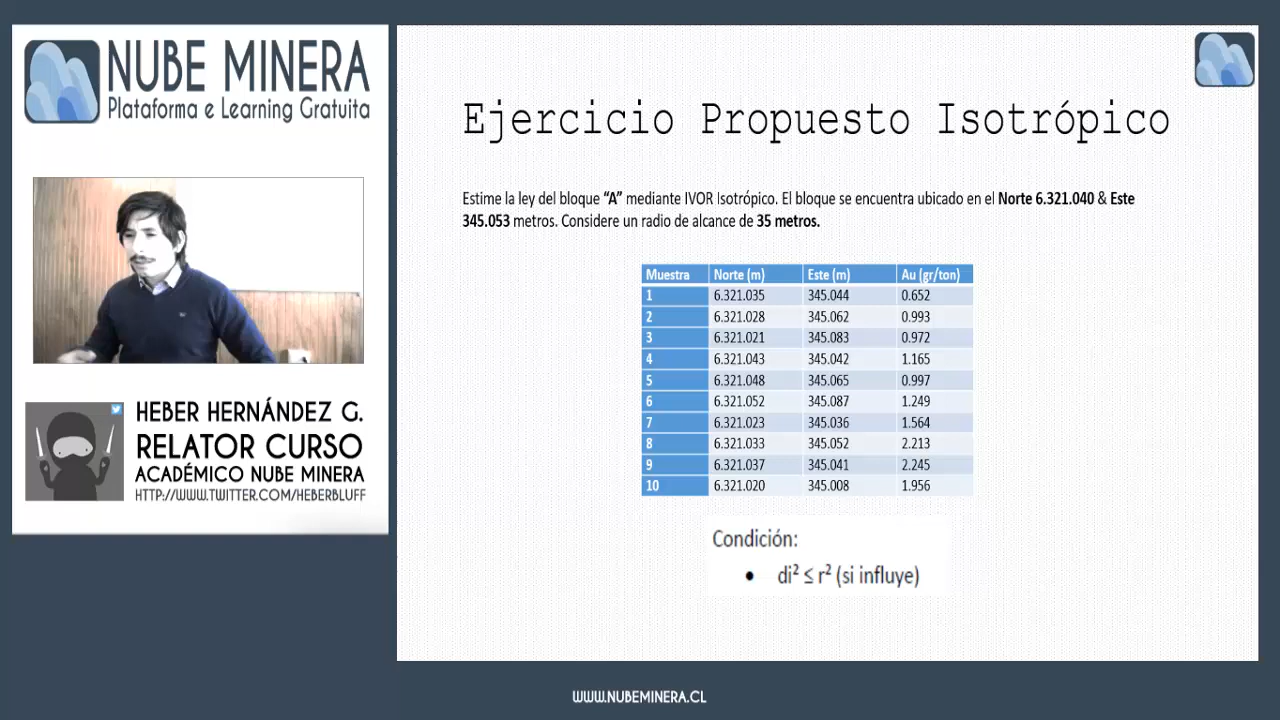 NUBE MINERA
Plataforma e Learning Gratuita
HEBER HERNÁNDEZ G.
RELATOR CURSO
ACADÉMICO NUBE MINERA
HTTP://WWW.TWITTER.COM/HEBERBLUFF
Ejercicio Propuesto Isotrópico
Estime la ley del bloque “A” mediante IVOR Isotrópico. El bloque se encuentra ubicado en el Norte 6.321.040 & Este
345.053 metros. Considere un radio de alcance de 35 metros.
Muestra Norte (m) Este (m) Au (gr/ton)
1 6.321.035 345.044 0.652
2 6.321.028 345.062 0.993
3 6.321.021 345.083 0.972
4 6.321.043 345.042 1.165
5 6.321.048 345.065 0.997
6 6.321.052 345.087 1.249
7 6.321.023 345.036 1.564
8 6.321.033 345.052 2.213
9 6.321.037 345.041 2.245
10 6.321.020 345.008 1.956
Condición:
• di² ≤ r² (si influye)
WWW.NUBEMINERA.CL